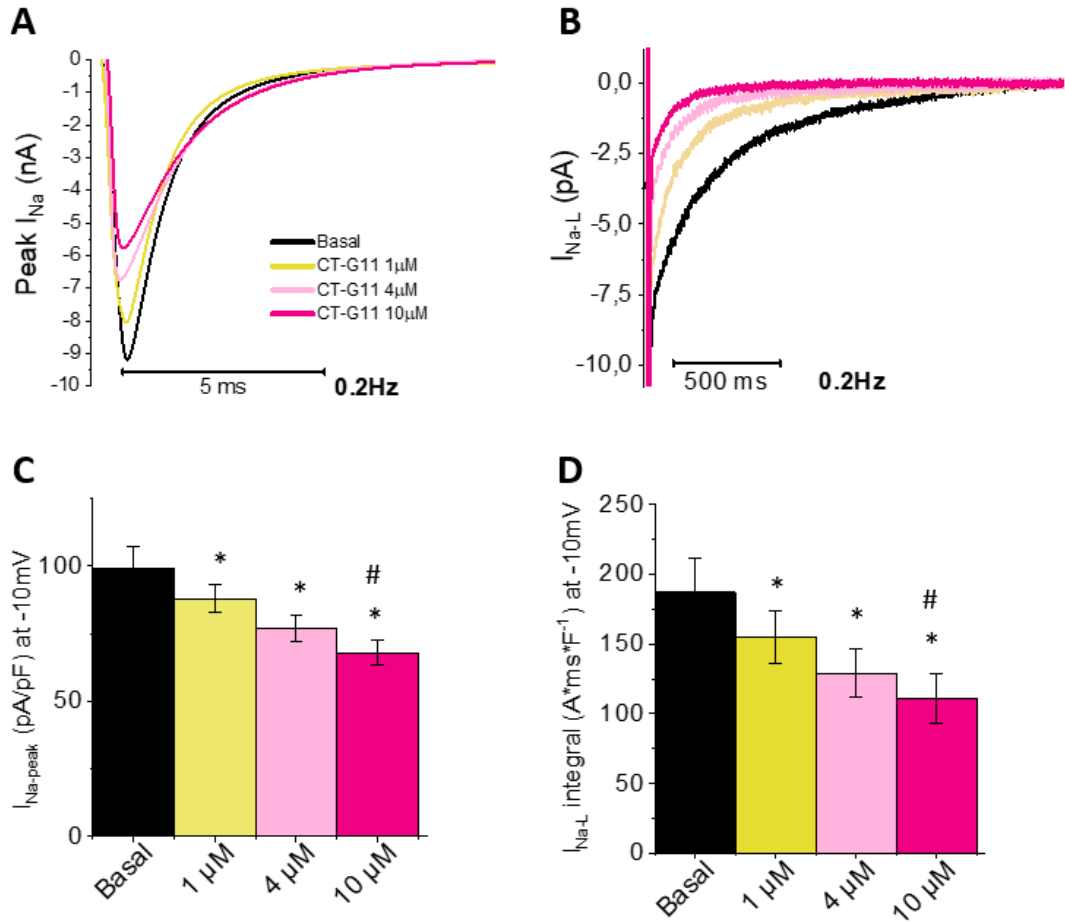 A
Peak I_Na (nA)
0
-1
-2
-3
-4
-5
-6
-7
-8
-9
-10
Basal
CT-G11 1μM
CT-G11 4μM
CT-G11 10μM
5 ms
0.2Hz
B
I_Na-L (pA)
0,0
-2,5
-5,0
-7,5
-10,0
500 ms
0.2Hz
C
I_Na-peak (pA/pF) at -10mV
100
50
0
*
*
#
*
Basal
1 μM
4 μM
10 μM
D
I_Na-L integral (A*ms*F⁻¹) at -10mV
250
200
150
100
50
0
*
*
#
*
Basal
1 μM
4 μM
10 μM